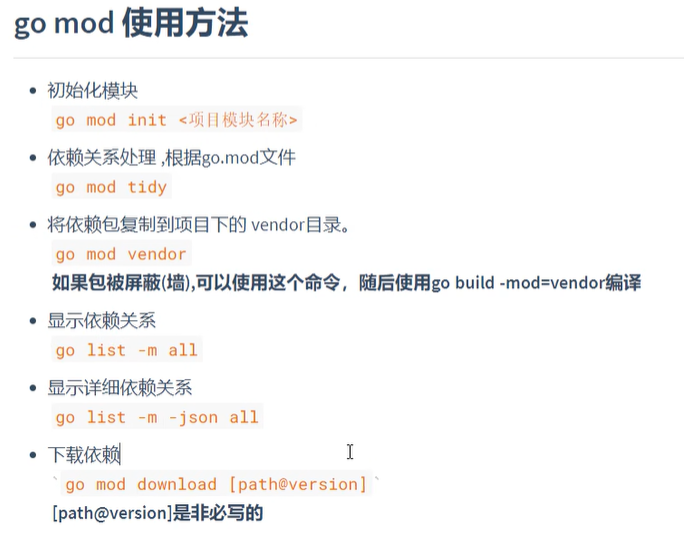 go mod 使用方法
初始化模块
go mod init <项目模块名称>
依赖关系处理 ,根据go.mod文件
go mod tidy
将依赖包复制到项目下的 vendor目录。
go mod vendor
如果包被屏蔽(墙),可以使用这个命令，随后使用go build -mod=vendor编译
显示依赖关系
go list -m all
显示详细依赖关系
go list -m -json all
下载依赖
`go mod download [path@version]`
[path@version]是非必写的